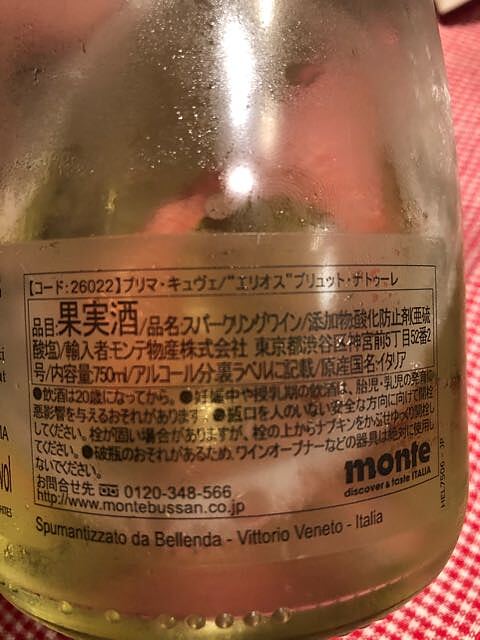 【コード:26022】プリマ・キュヴェ/"エリオス"ブリュット・ナトゥーレ
品目:果実酒/品名:スパークリングワイン/添加物:酸化防止剤(亜硫
酸塩)/輸入者:モンテ物産株式会社 東京都渋谷区神宮前5丁目52番2
号/内容量:750ml/アルコール分裏ラベルに記載/原産国名:イタリア
●飲酒は20歳になってから。●妊娠中や授乳期の飲酒は、胎児・乳児の発育に
悪影響を与えるおそれがあります。●瓶口を人のいない安全な方向に向けて開栓
してください。栓が固い場合がありますが、栓の上からナプキンをかぶせゆっくり開栓し
てください。●破瓶のおそれがあるため、ワインオープナーなどの器具は絶対に使用し
ないでください。
お問合せ先 0120-348-566
http://www.montebussan.co.jp
monte
discover & taste ITALIA
HEL7506 - JP
Spumantizzato da Bellenda - Vittorio Veneto - Italia
vol